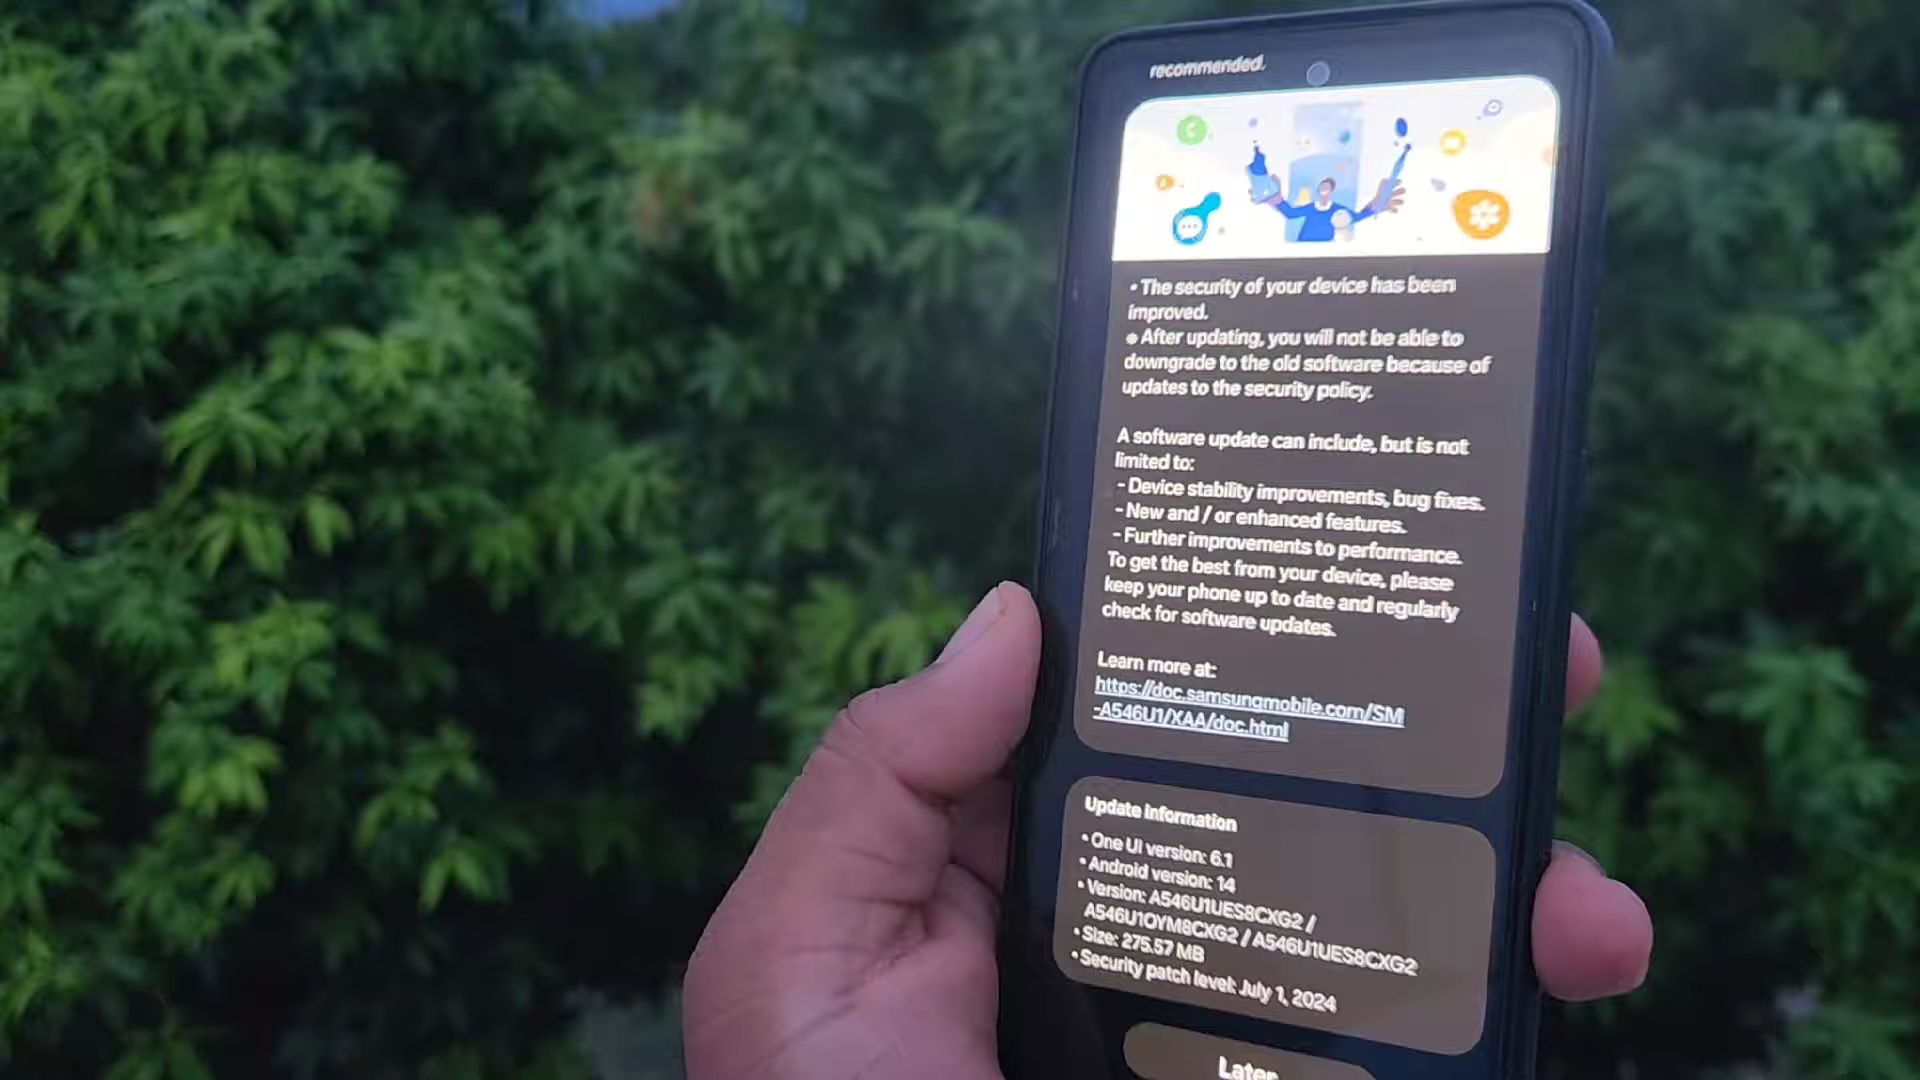 recommended.
• The security of your device has been
improved.
※ After updating, you will not be able to
downgrade to the old software because of
updates to the security policy.
A software update can include, but is not
limited to:
- Device stability improvements, bug fixes.
- New and / or enhanced features.
- Further improvements to performance.
To get the best from your device, please
keep your phone up to date and regularly
check for software updates.
Learn more at:
https://doc.samsungmobile.com/SM
-A546U1/XAA/doc.html
Update information
• One UI version: 6.1
• Android version: 14
• Version: A546U1UES8CXG2 /
A546U1OYM8CXG2 / A546U1UES8CXG2
• Size: 275.57 MB
• Security patch level: July 1, 2024
Later